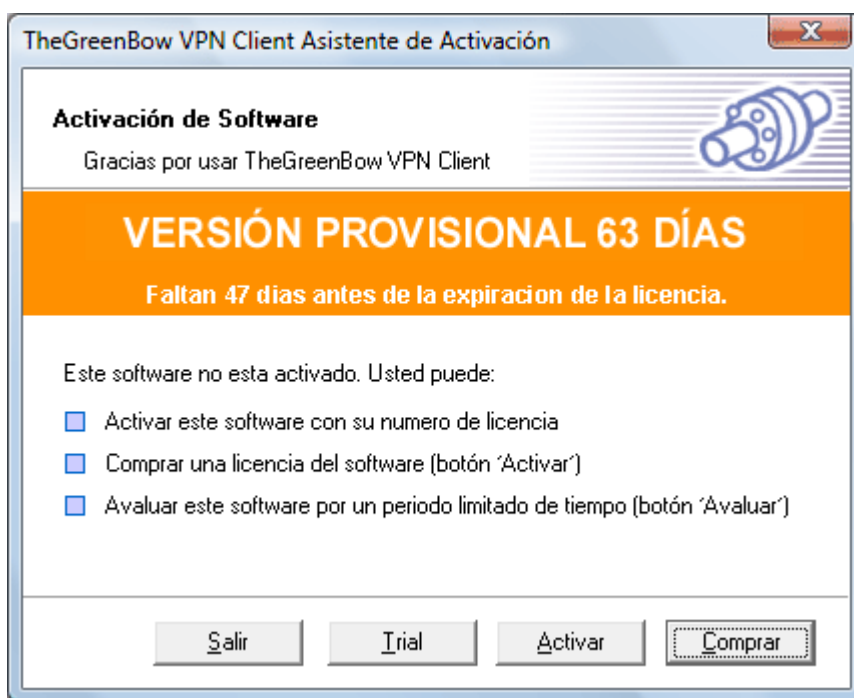 TheGreenBow VPN Client Asistente de Activación
Activación de Software
Gracias por usar TheGreenBow VPN Client
VERSIÓN PROVISIONAL 63 DÍAS
Faltan 47 dias antes de la expiracion de la licencia.
Este software no esta activado. Usted puede:
Activar este software con su numero de licencia
Comprar una licencia del software (botón ´Activar´)
Avaluar este software por un periodo limitado de tiempo (botón ´Avaluar´)
Salir Trial Activar Comprar